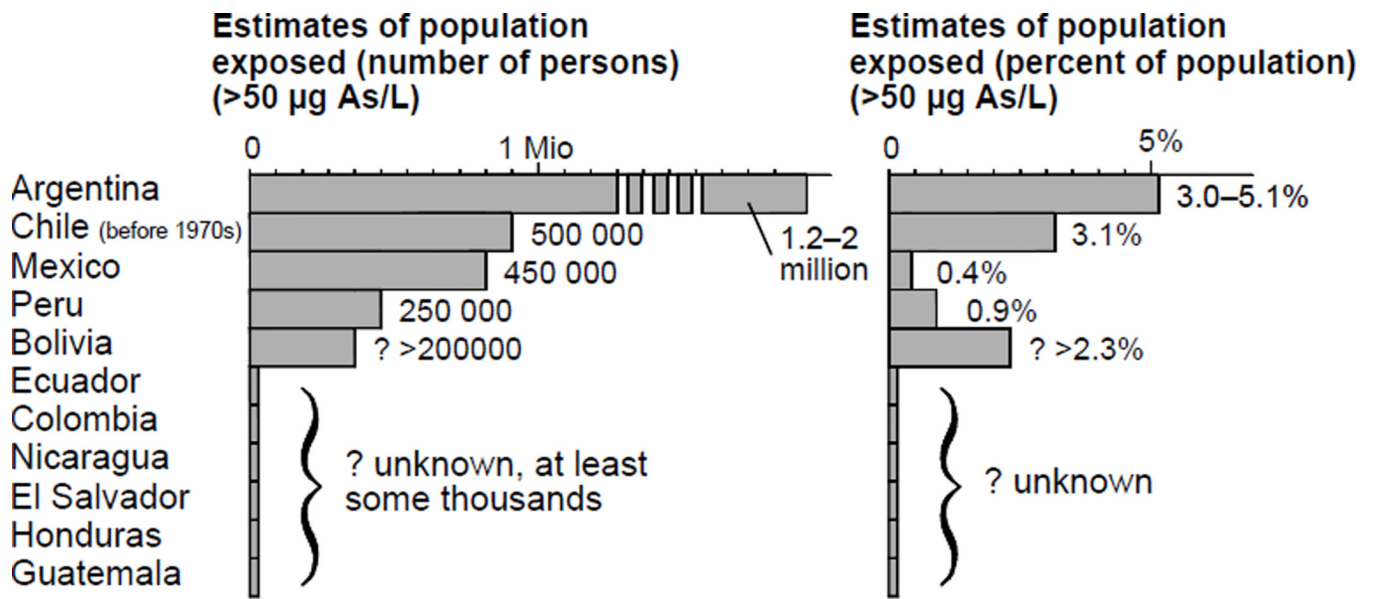 Estimates of population
exposed (number of persons)
(>50 µg As/L)
Estimates of population
exposed (percent of population)
(>50 µg As/L)
0
1 Mio
0
5%
Argentina
1.2–2
million
3.0–5.1%
Chile (before 1970s)
500 000
3.1%
Mexico
450 000
0.4%
Peru
250 000
0.9%
Bolivia
? >200000
? >2.3%
Ecuador
Colombia
Nicaragua
El Salvador
Honduras
Guatemala
? unknown, at least
some thousands
? unknown